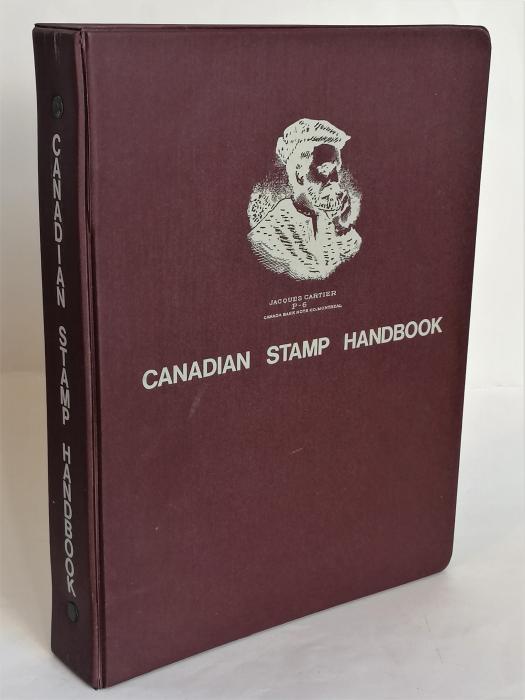 CANADIAN STAMP HANDBOOK
JACQUES CARTIER
P-6
CANADA BANK NOTE CO. MONTREAL
CANADIAN STAMP HANDBOOK